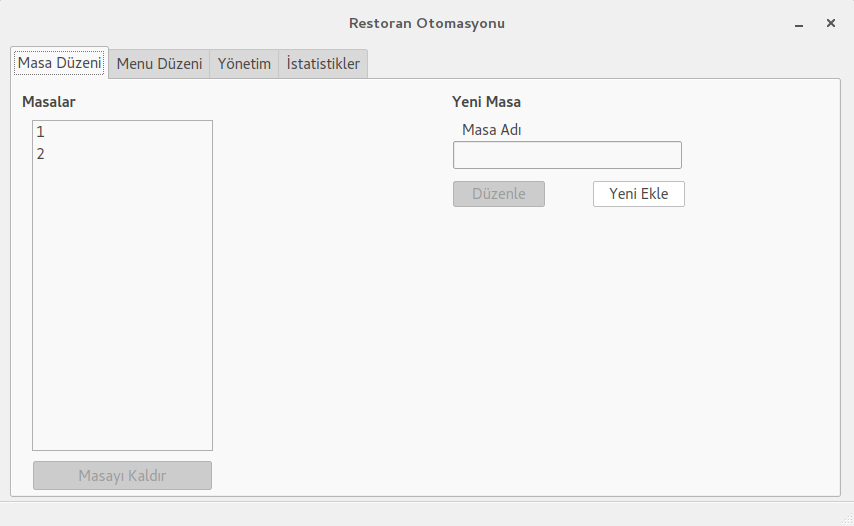 Restoran Otomasyonu
Masa Düzeni
Menu Düzeni
Yönetim
İstatistikler
Masalar
1
2
Masayı Kaldır
Yeni Masa
Masa Adı
Düzenle
Yeni Ekle